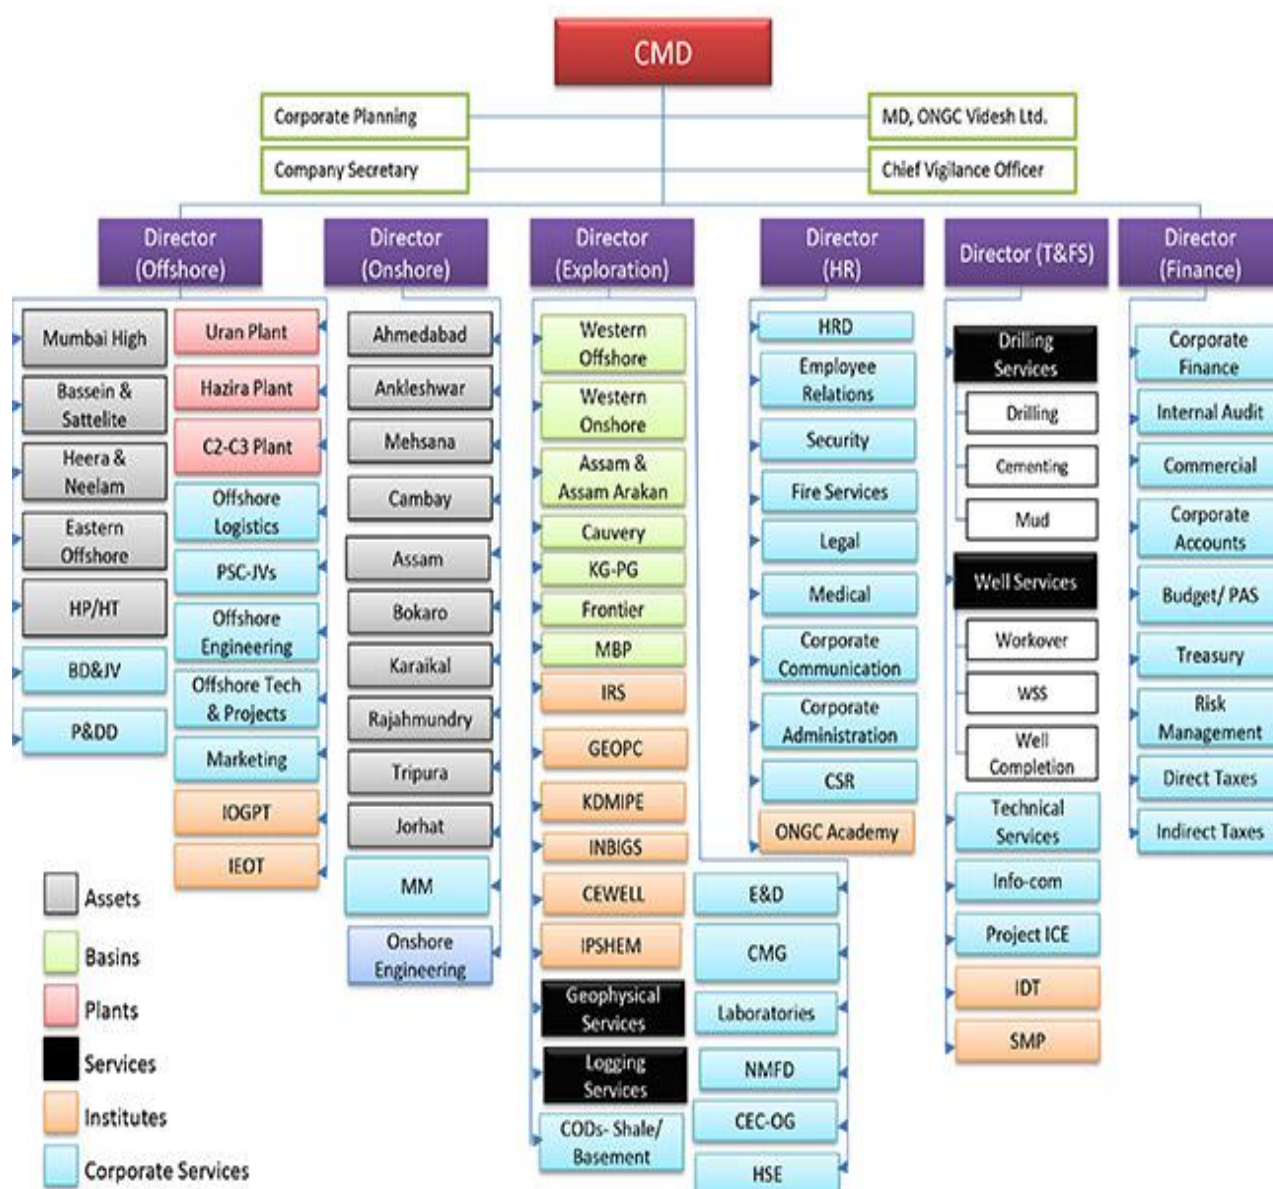 CMD
Corporate Planning
MD, ONGC Videsh Ltd.
Company Secretary
Chief Vigilance Officer
Director
(Offshore)
Director
(Onshore)
Director
(Exploration)
Director
(HR)
Director (T&FS)
Director
(Finance)
Mumbai High
Bassein &
Sattelite
Heera &
Neelam
Eastern
Offshore
HP/HT
BD&JV
P&DD
Uran Plant
Hazira Plant
C2-C3 Plant
Offshore
Logistics
PSC-JVs
Offshore
Engineering
Offshore Tech
& Projects
Marketing
IOGPT
IEOT
Ahmedabad
Ankleshwar
Mehsana
Cambay
Assam
Bokaro
Karaikal
Rajahmundry
Tripura
Jorhat
MM
Onshore
Engineering
Western
Offshore
Western
Onshore
Assam &
Assam Arakan
Cauvery
KG-PG
Frontier
MBP
IRS
GEOPC
KDMIPE
INBIGS
CEWELL
IPSHEM
Geophysical
Services
Logging
Services
CODs- Shale/
Basement
E&D
CMG
Laboratories
NMFD
CEC-OG
HSE
HRD
Employee
Relations
Security
Fire Services
Legal
Medical
Corporate
Communication
Corporate
Administration
CSR
ONGC Academy
Drilling
Services
Drilling
Cementing
Mud
Well Services
Workover
WSS
Well
Completion
Technical
Services
Info-com
Project ICE
IDT
SMP
Corporate
Finance
Internal Audit
Commercial
Corporate
Accounts
Budget/ PAS
Treasury
Risk
Management
Direct Taxes
Indirect Taxes
Assets
Basins
Plants
Services
Institutes
Corporate Services